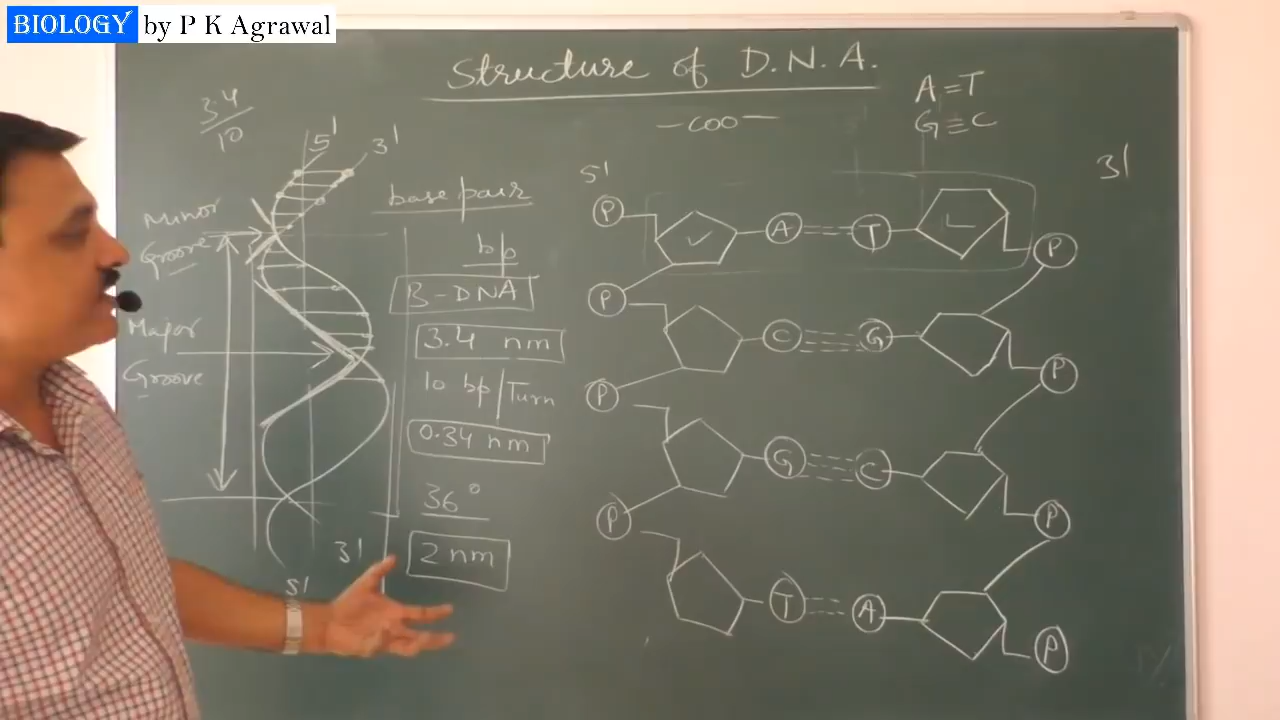 BIOLOGY by P K Agrawal
Structure of D.N.A.
A=T
G≡C
-COO-
3.4/10
5' 3'
Minor
Groove
Major
Groove
3'
5'
base pair
bp
B-DNA
3.4 nm
10 bp/Turn
0.34 nm
36°
2 nm
5' 3'
P A T P
P C G P
P G C P
P T A P